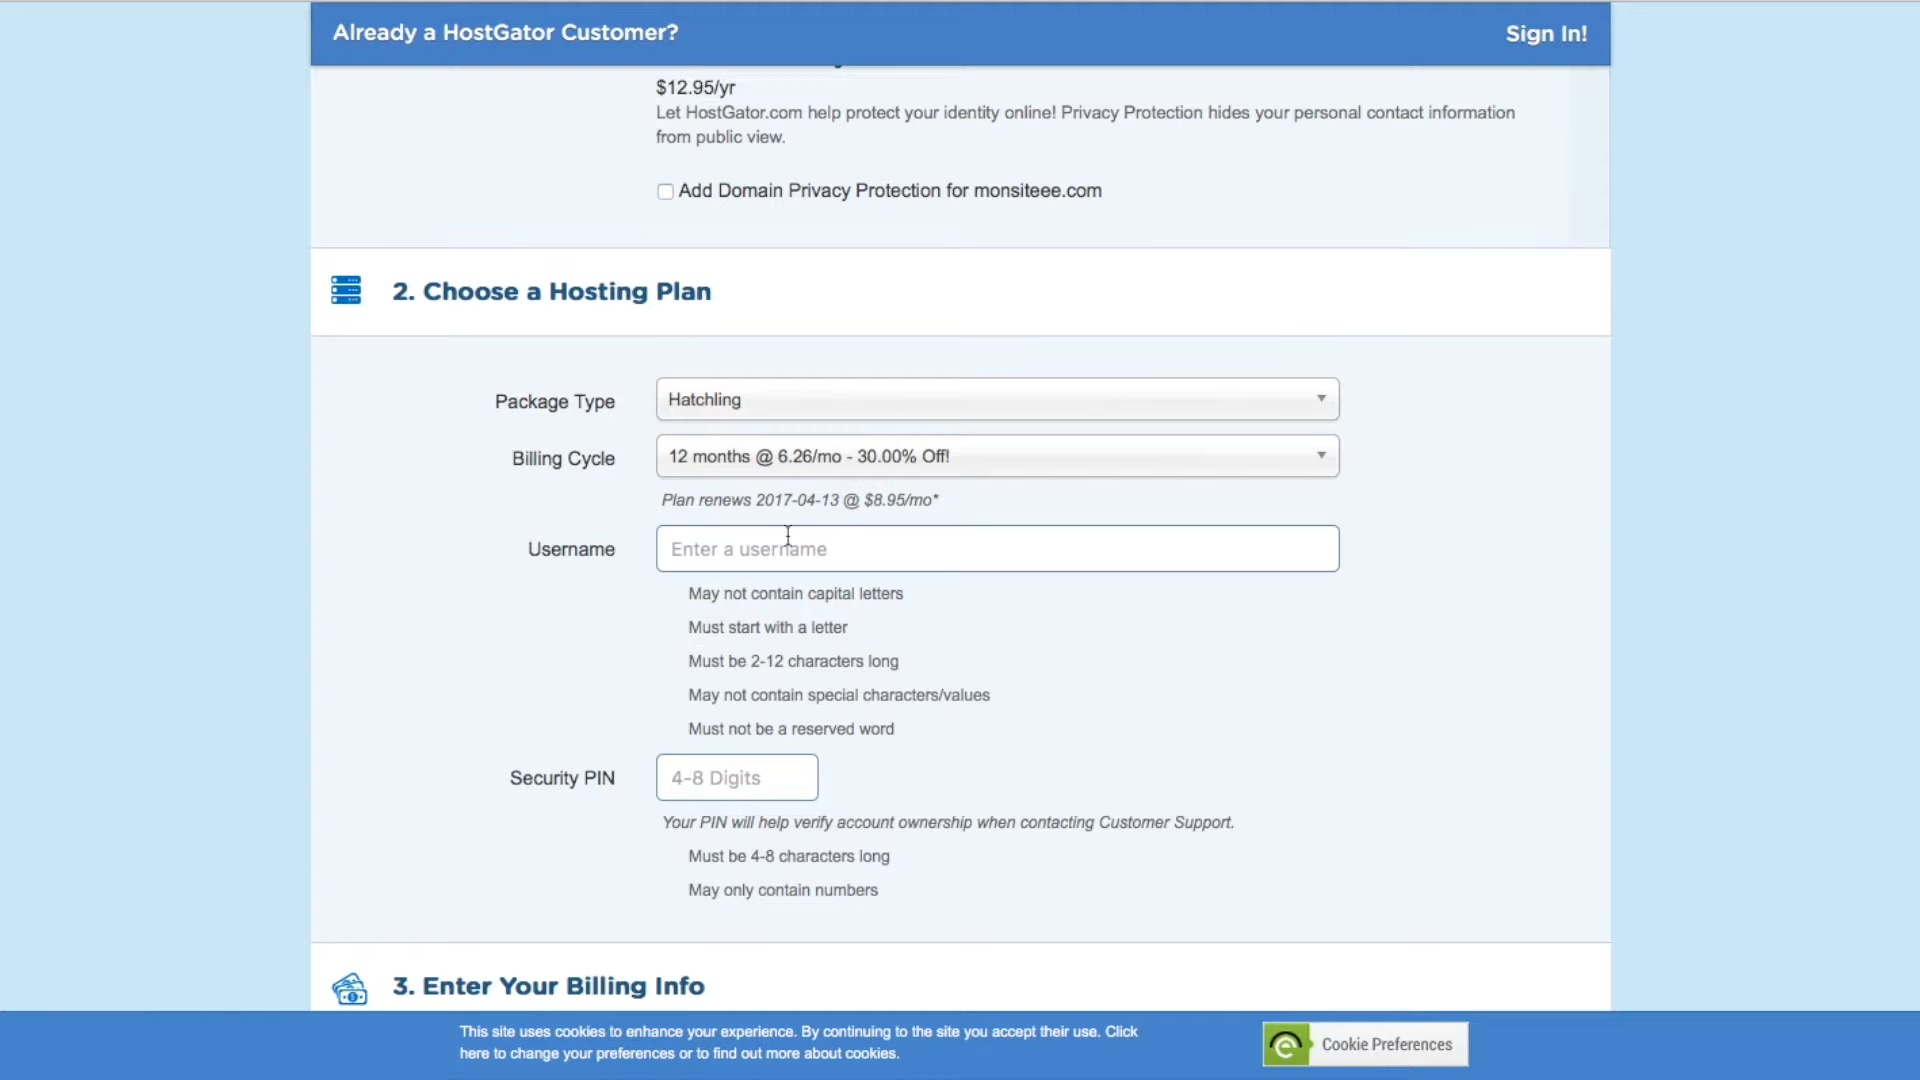 Already a HostGator Customer?
Sign In!
$12.95/yr
Let HostGator.com help protect your identity online! Privacy Protection hides your personal contact information
from public view.
Add Domain Privacy Protection for monsiteee.com
2. Choose a Hosting Plan
Package Type
Hatchling
Billing Cycle
12 months @ 6.26/mo - 30.00% Off!
Plan renews 2017-04-13 @ $8.95/mo*
Username
Enter a username
May not contain capital letters
Must start with a letter
Must be 2-12 characters long
May not contain special characters/values
Must not be a reserved word
Security PIN
4-8 Digits
Your PIN will help verify account ownership when contacting Customer Support.
Must be 4-8 characters long
May only contain numbers
3. Enter Your Billing Info
This site uses cookies to enhance your experience. By continuing to the site you accept their use. Click
here to change your preferences or to find out more about cookies.
Cookie Preferences